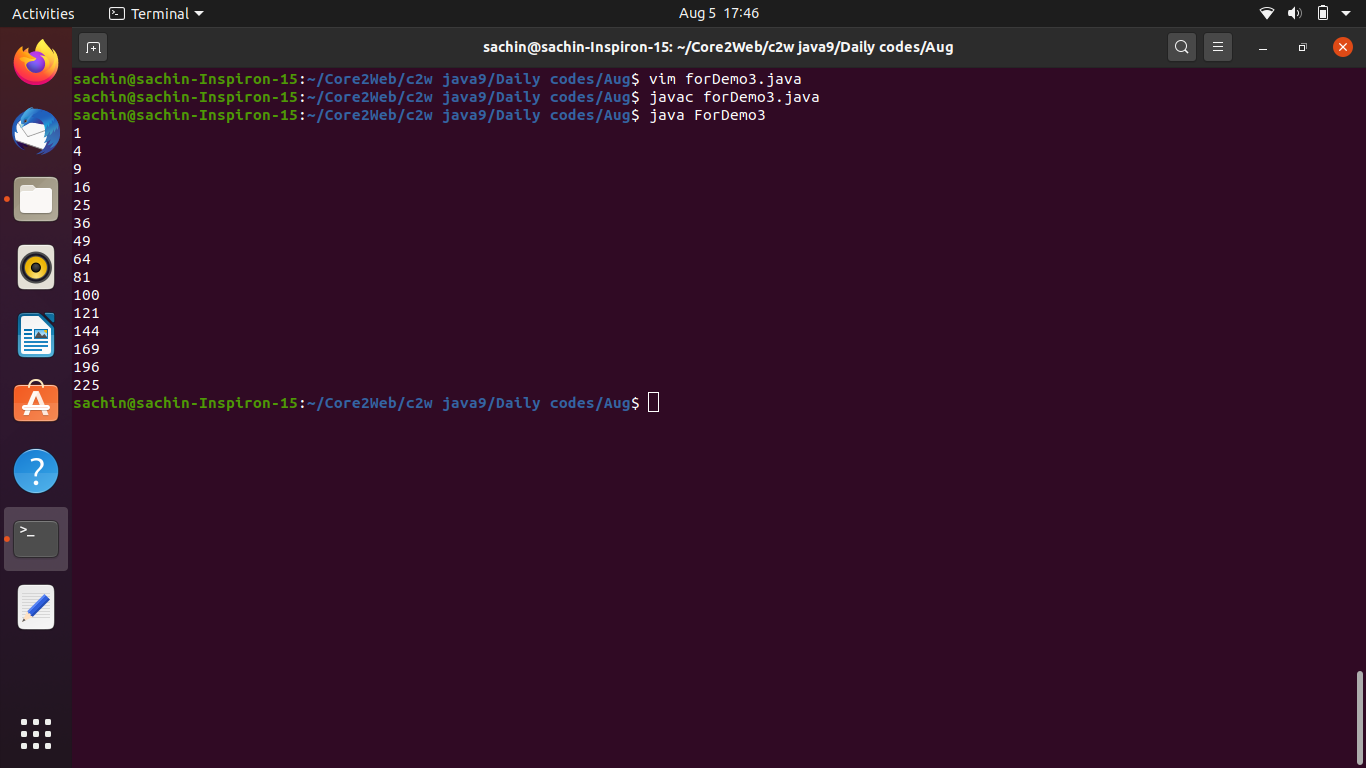 Activities Terminal Aug 5 17:46
sachin@sachin-Inspiron-15: ~/Core2Web/c2w java9/Daily codes/Aug
sachin@sachin-Inspiron-15:~/Core2Web/c2w java9/Daily codes/Aug$ vim forDemo3.java
sachin@sachin-Inspiron-15:~/Core2Web/c2w java9/Daily codes/Aug$ javac forDemo3.java
sachin@sachin-Inspiron-15:~/Core2Web/c2w java9/Daily codes/Aug$ java ForDemo3
1
4
9
16
25
36
49
64
81
100
121
144
169
196
225
sachin@sachin-Inspiron-15:~/Core2Web/c2w java9/Daily codes/Aug$